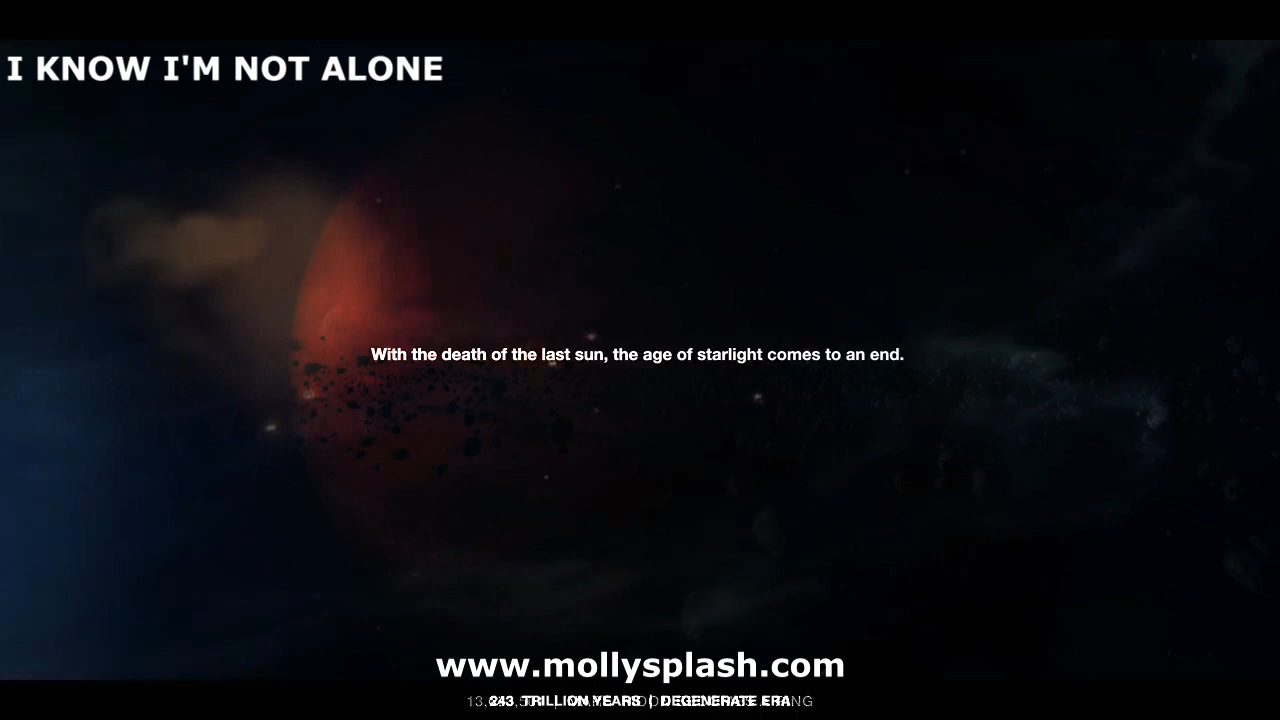 I KNOW I'M NOT ALONE
With the death of the last sun, the age of starlight comes to an end.
www.mollysplash.com
243 TRILLION YEARS | DEGENERATE ERA